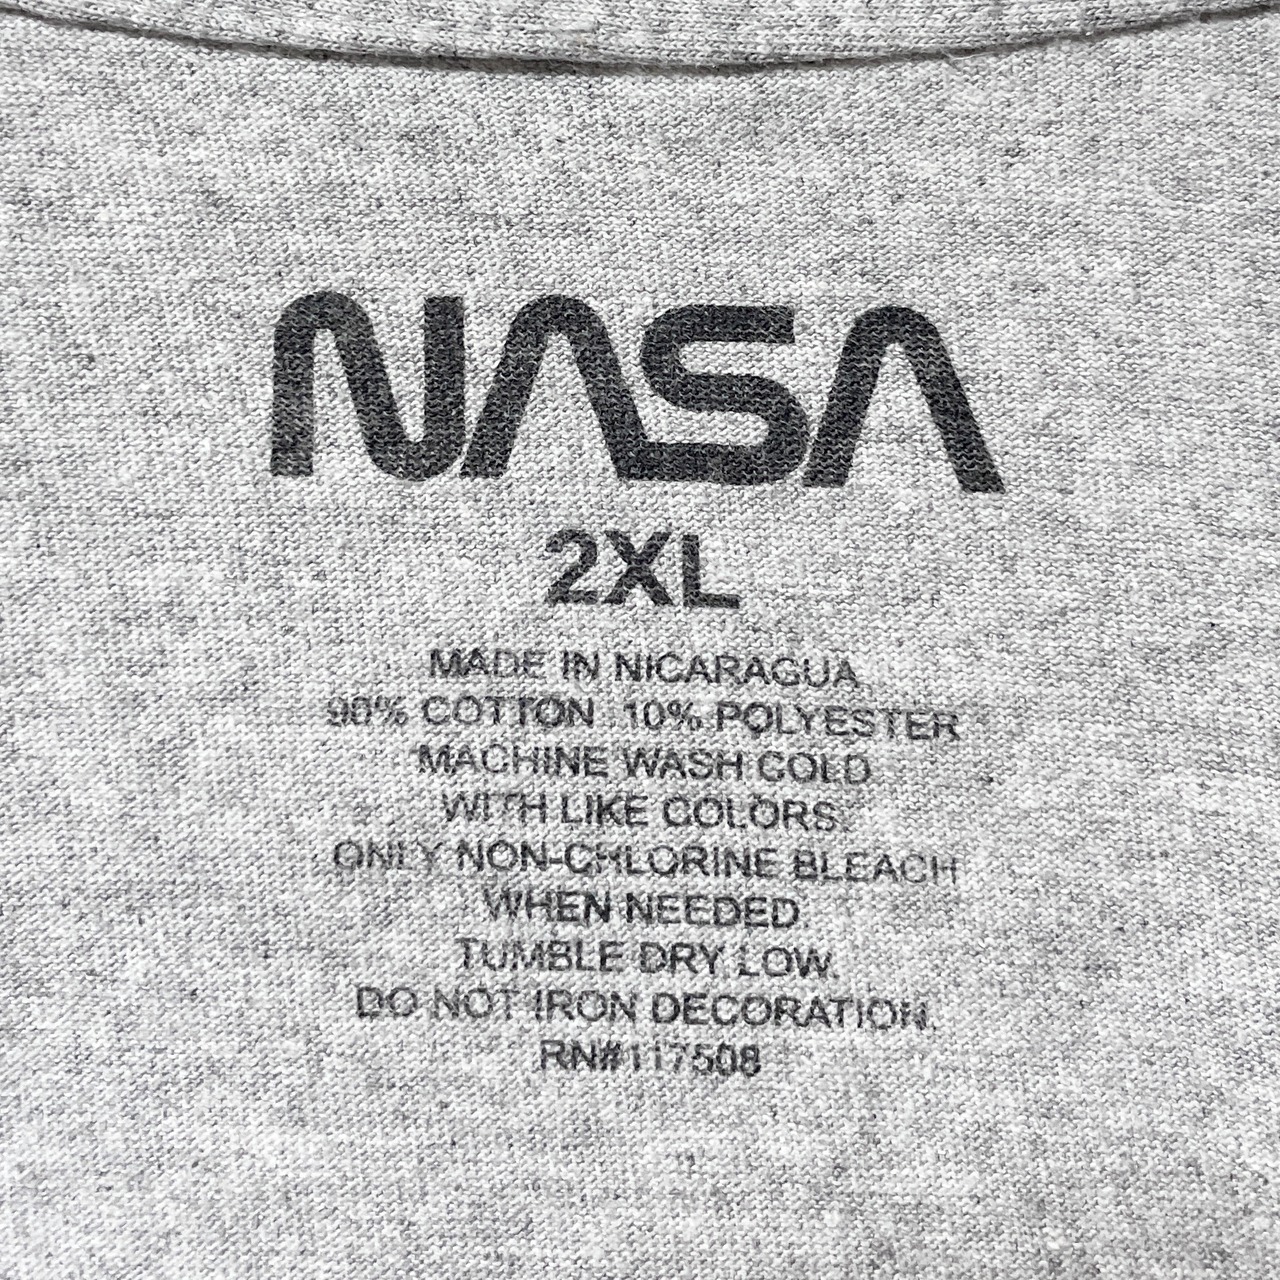 NASA
2XL
MADE IN NICARAGUA
90% COTTON 10% POLYESTER
MACHINE WASH COLD
WITH LIKE COLORS.
ONLY NON-CHLORINE BLEACH
WHEN NEEDED.
TUMBLE DRY LOW.
DO NOT IRON DECORATION.
RN#117508